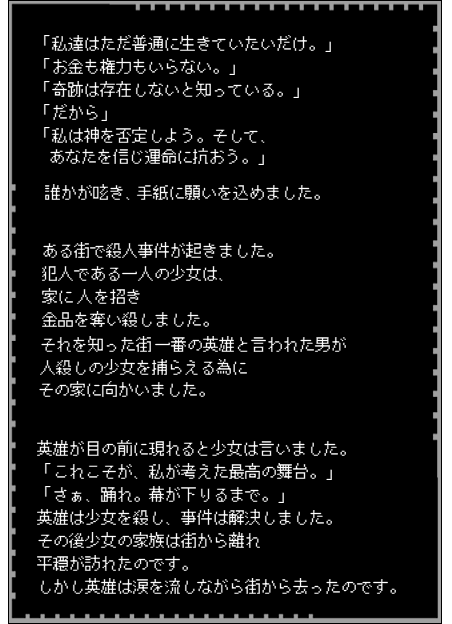 「私達はただ普通に生きていたいだけ。」
「お金も権力もいらない。」
「奇跡は存在しないと知っている。」
「だから」
「私は神を否定しよう。そして、
あなたを信じ運命に抗おう。」
誰かが呟き、手紙に願いを込めました。
ある街で殺人事件が起きました。
犯人である一人の少女は、
家に人を招き
金品を奪い殺しました。
それを知った街一番の英雄と言われた男が
人殺しの少女を捕らえる為に
その家に向かいました。
英雄が目の前に現れると少女は言いました。
「これこそが、私が考えた最高の舞台。」
「さぁ、踊れ。幕が下りるまで。」
英雄は少女を殺し、事件は解決しました。
その後少女の家族は街から離れ
平穏が訪れたのです。
しかし英雄は涙を流しながら街から去ったのです。